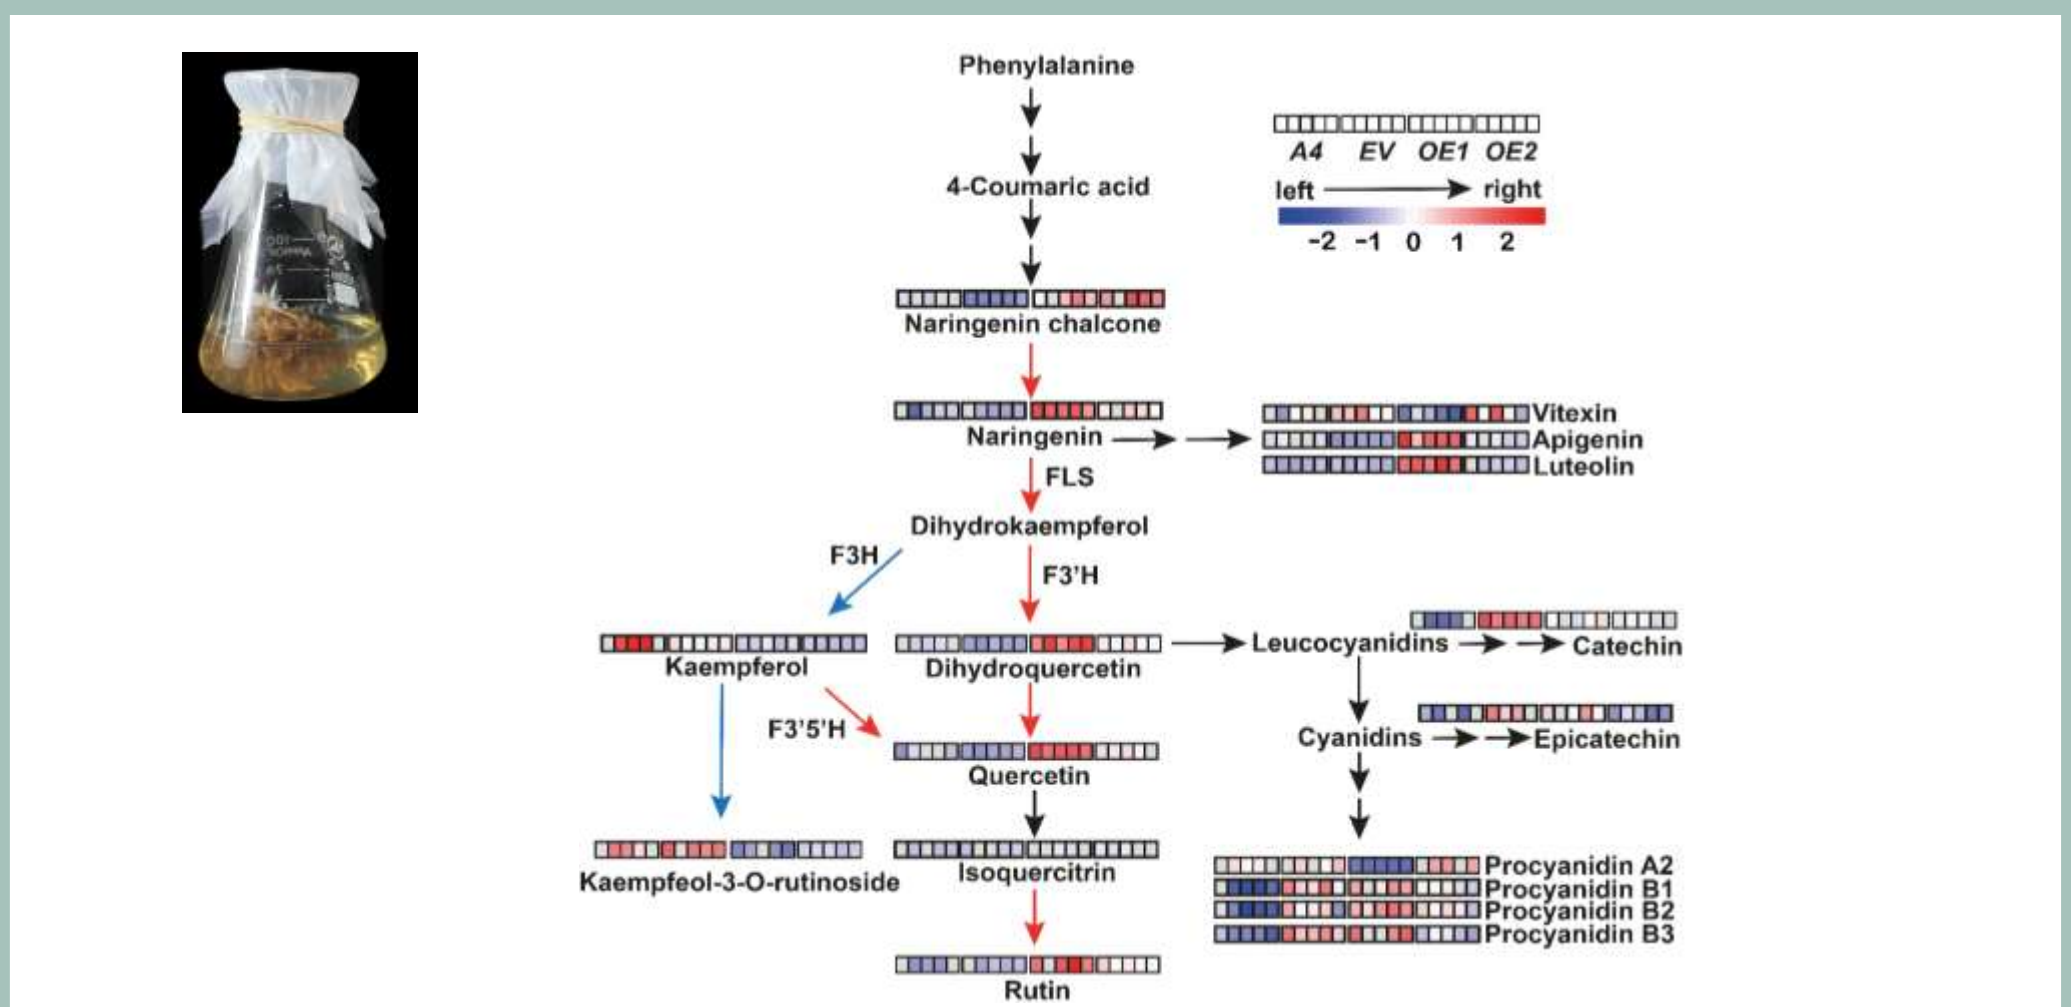 Phenylalanine
A4 EV OE1 OE2
left right
4-Coumaric acid
-2 -1 0 1 2
Naringenin chalcone
Vitexin
Naringenin
Apigenin
Luteolin
FLS
Dihydrokaempferol
F3H
F3'H
Leucocyanidins
Catechin
Kaempferol
Dihydroquercetin
F3'5'H
Cyanidins
Epicatechin
Quercetin
Procyanidin A2
Isoquercitrin
Kaempfeol-3-O-rutinoside
Procyanidin B1
Procyanidin B2
Procyanidin B3
Rutin